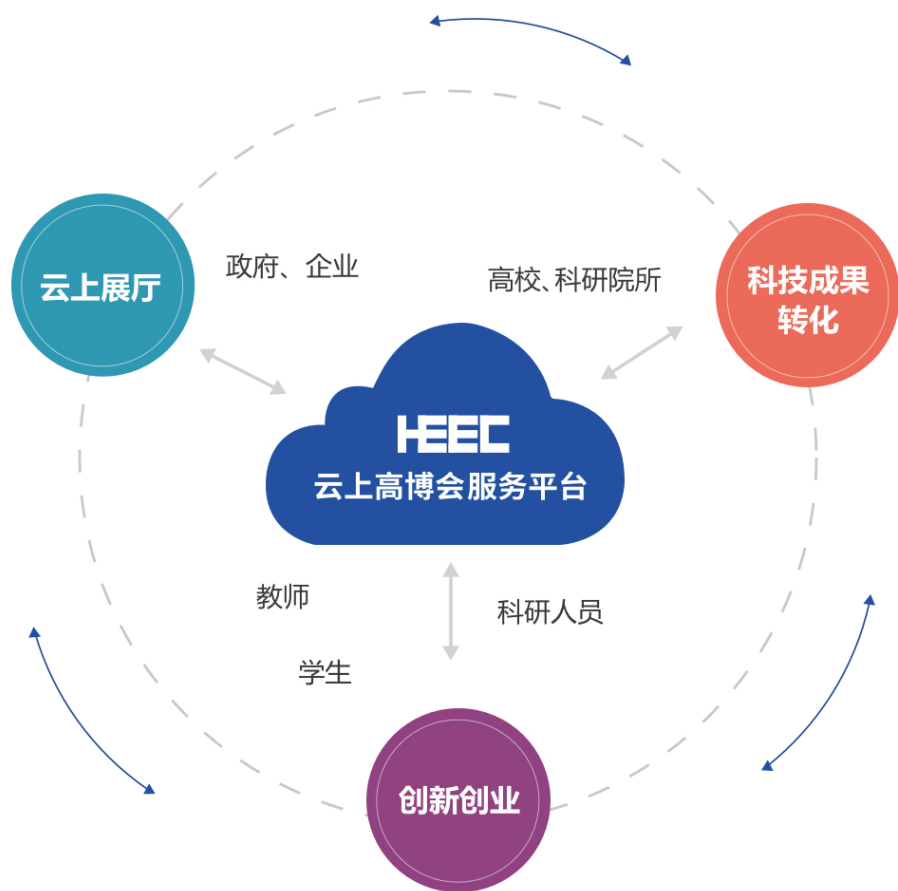 政府、企业
高校、科研院所
云上展厅
科技成果
转化
HEEC
云上高博会服务平台
教师
科研人员
学生
创新创业